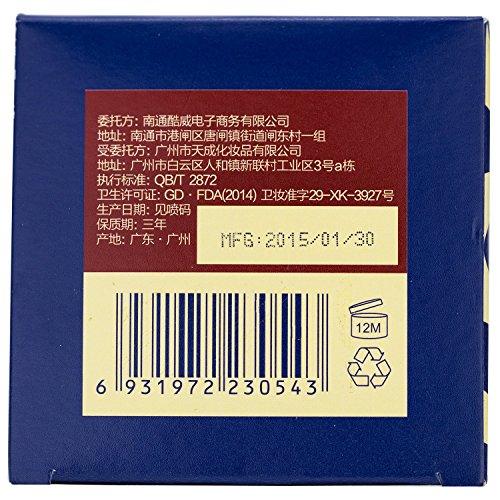 委托方: 南通酷威电子商务有限公司
地址: 南通市港闸区唐闸镇街道闸东村一组
受委托方: 广州市天成化妆品有限公司
地址: 广州市白云区人和镇新联村工业区3号a栋
执行标准: QB/T 2872
卫生许可证: GD·FDA(2014) 卫妆准字29-XK-3927号
生产日期: 见喷码
保质期: 三年
产地: 广东·广州
MFG:2015/01/30
12M
6 931972 230543